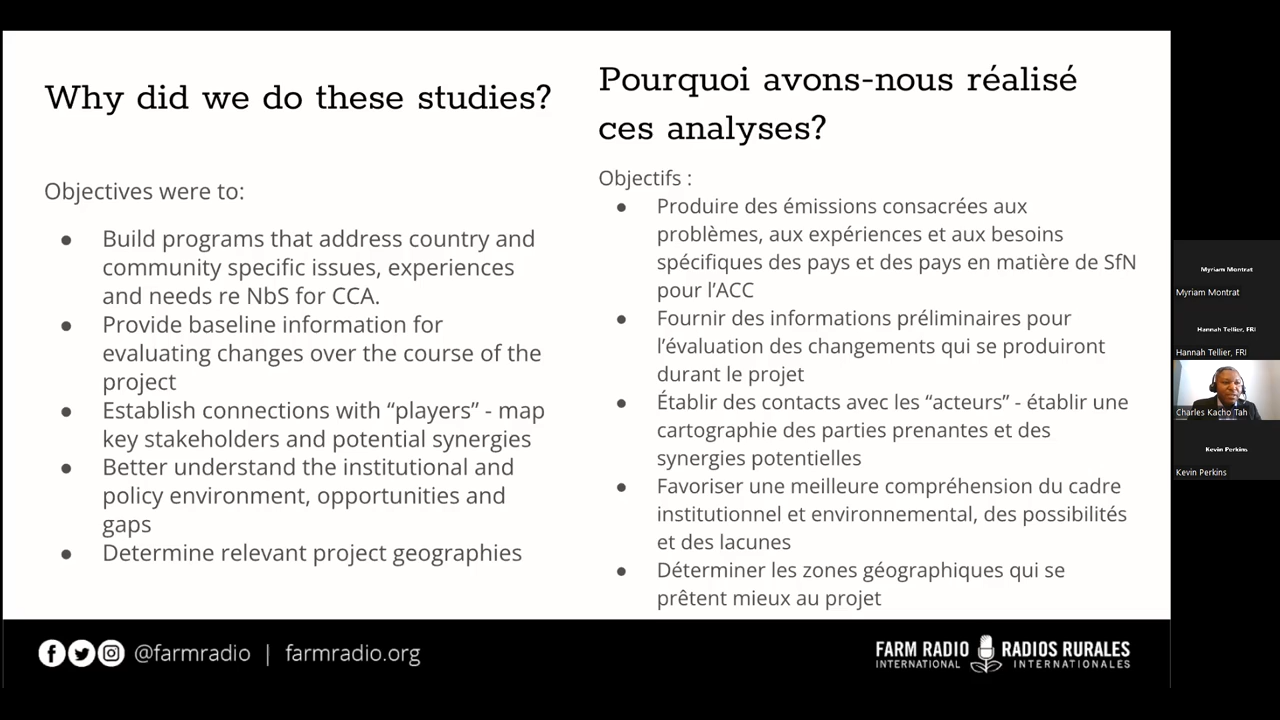 Why did we do these studies?
Objectives were to:
● Build programs that address country and
community specific issues, experiences
and needs re NbS for CCA.
● Provide baseline information for
evaluating changes over the course of the
project
● Establish connections with “players” - map
key stakeholders and potential synergies
● Better understand the institutional and
policy environment, opportunities and
gaps
● Determine relevant project geographies
Pourquoi avons-nous réalisé
ces analyses?
Objectifs :
● Produire des émissions consacrées aux
problèmes, aux expériences et aux besoins
spécifiques des pays et des pays en matière de SfN
pour l’ACC
● Fournir des informations préliminaires pour
l’évaluation des changements qui se produiront
durant le projet
● Établir des contacts avec les “acteurs” - établir une
cartographie des parties prenantes et des
synergies potentielles
● Favoriser une meilleure compréhension du cadre
institutionnel et environnemental, des possibilités
et des lacunes
● Déterminer les zones géographiques qui se
prêtent mieux au projet
@farmradio | farmradio.org
FARM RADIO
INTERNATIONAL
RADIOS RURALES
INTERNATIONALES
Myriam Montrat
Myriam Montrat
Hannah Tellier, FRI
Hannah Tellier, FRI
Charles Kacho Tah
Kevin Perkins
Kevin Perkins